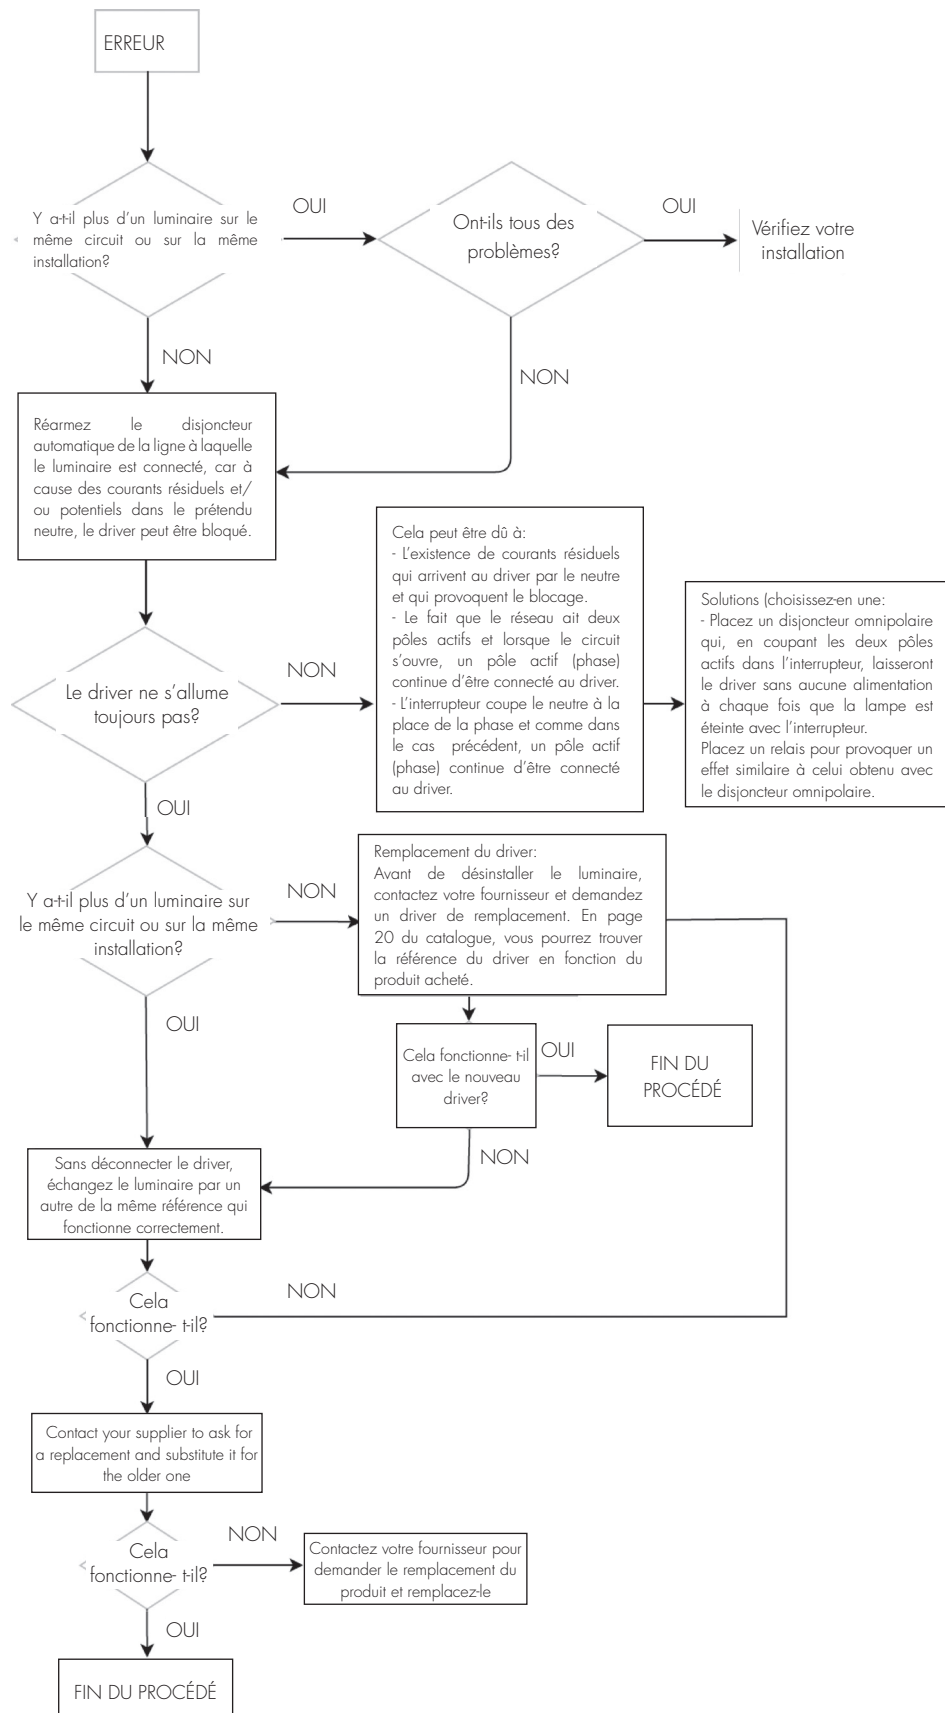 ERREUR
Y a-t-il plus d'un luminaire sur le
même circuit ou sur la même
installation?
OUI
Ont-ils tous des
problèmes?
OUI
Vérifiez votre
installation
NON
NON
Réarmez le disjoncteur
automatique de la ligne à laquelle
le luminaire est connecté, car à
cause des courants résiduels et/
ou potentiels dans le prétendu
neutre, le driver peut être bloqué.
Le driver ne s'allume
toujours pas?
NON
Cela peut être dû à:
- L'existence de courants résiduels
qui arrivent au driver par le neutre
et qui provoquent le blocage.
- Le fait que le réseau ait deux
pôles actifs et lorsque le circuit
s'ouvre, un pôle actif (phase)
continue d'être connecté au driver.
- L'interrupteur coupe le neutre à la
place de la phase et comme dans
le cas précédent, un pôle actif
(phase) continue d'être connecté
au driver.
Solutions (choisissez-en une:
- Placez un disjoncteur omnipolaire
qui, en coupant les deux pôles
actifs dans l'interrupteur, laisseront
le driver sans aucune alimentation
à chaque fois que la lampe est
éteinte avec l'interrupteur.
Placez un relais pour provoquer un
effet similaire à celui obtenu avec
le disjoncteur omnipolaire.
OUI
Y a-t-il plus d'un luminaire sur
le même circuit ou sur la même
installation?
NON
Remplacement du driver:
Avant de désinstaller le luminaire,
contactez votre fournisseur et demandez
un driver de remplacement. En page
20 du catalogue, vous pourrez trouver
la référence du driver en fonction du
produit acheté.
OUI
Cela fonctionne- t-il
avec le nouveau
driver?
OUI
FIN DU
PROCÉDÉ
NON
Sans déconnecter le driver,
échangez le luminaire par un
autre de la même référence qui
fonctionne correctement.
Cela
fonctionne- t-il?
NON
OUI
Contact your supplier to ask for
a replacement and substitute it for
the older one
Cela
fonctionne- t-il?
NON
Contactez votre fournisseur pour
demander le remplacement du
produit et remplacez-le
OUI
FIN DU PROCÉDÉ